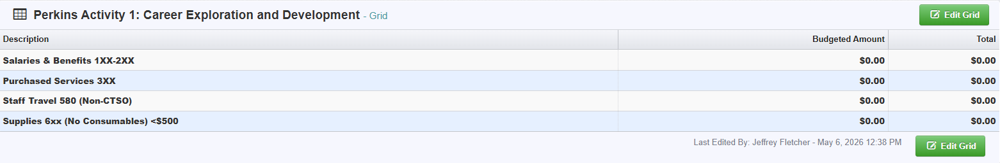 Perkins Activity 1: Career Exploration and Development - Grid
Edit Grid
Description Budgeted Amount Total
Salaries & Benefits 1XX-2XX $0.00 $0.00
Purchased Services 3XX $0.00 $0.00
Staff Travel 580 (Non-CTSO) $0.00 $0.00
Supplies 6xx (No Consumables) <$500 $0.00 $0.00
Last Edited By: Jeffrey Fletcher - May 6, 2026 12:38 PM
Edit Grid